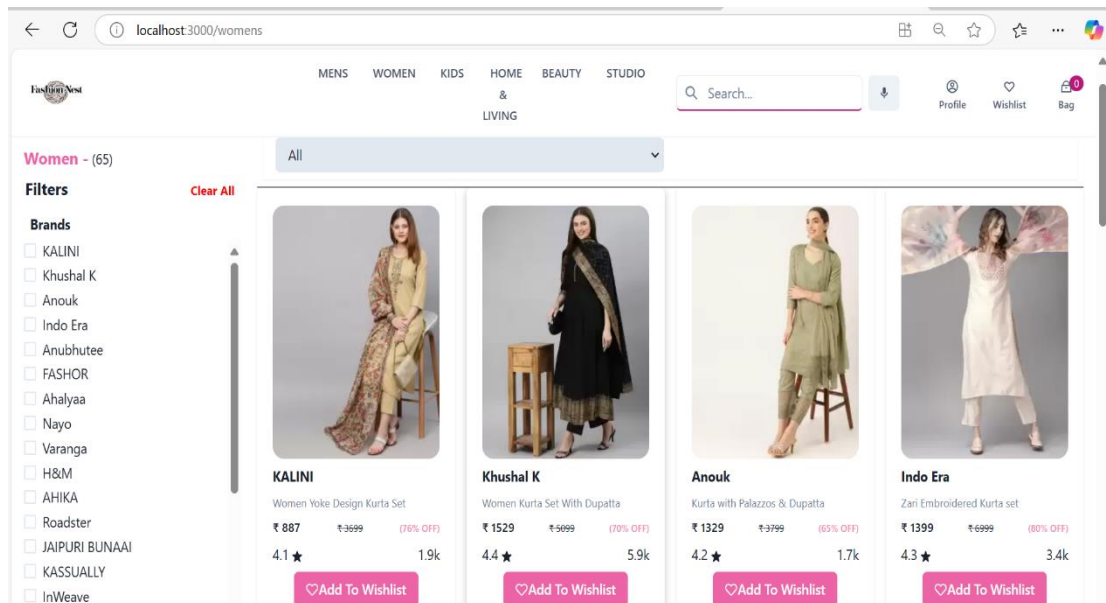 localhost:3000/womens
Fashion Nest
MENS WOMEN KIDS HOME & LIVING BEAUTY STUDIO
Search...
Profile Wishlist Bag 0
Women - (65)
All
Filters Clear All
Brands
KALINI
Khushal K
Anouk
Indo Era
Anubhutee
FASHOR
Ahalyaa
Nayo
Varanga
H&M
AHIKA
Roadster
JAIPURI BUNAAI
KASSUALLY
InWeave
KALINI
Women Yoke Design Kurta Set
₹ 887 ₹ 3699 (76% OFF)
4.1 ★ 1.9k
♡Add To Wishlist
Khushal K
Women Kurta Set With Dupatta
₹ 1529 ₹ 5099 (70% OFF)
4.4 ★ 5.9k
♡Add To Wishlist
Anouk
Kurta with Palazzos & Dupatta
₹ 1329 ₹ 3799 (65% OFF)
4.2 ★ 1.7k
♡Add To Wishlist
Indo Era
Zari Embroidered Kurta set
₹ 1399 ₹ 6999 (80% OFF)
4.3 ★ 3.4k
♡Add To Wishlist